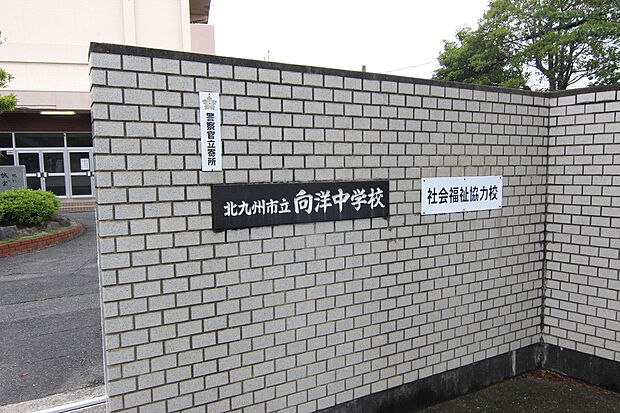 警察官立寄所
北九州市立 向洋中学校
社会福祉協力校